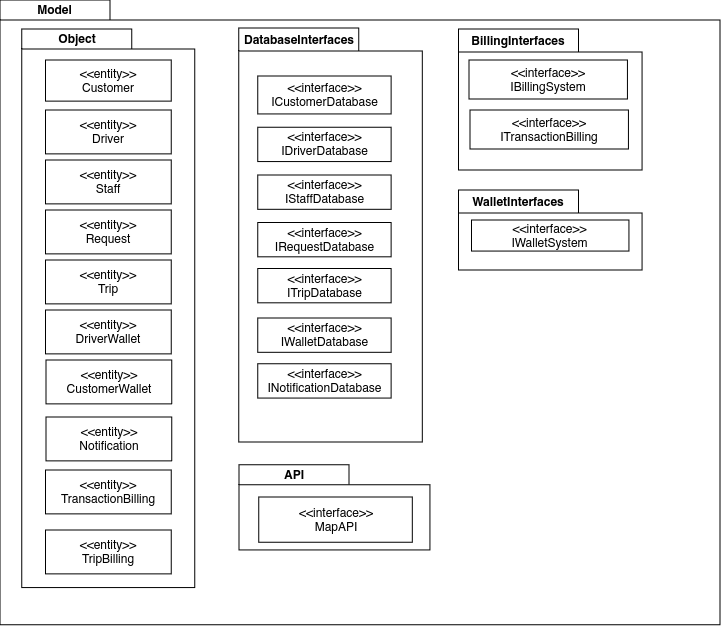 Model
Object
<<entity>>
Customer
<<entity>>
Driver
<<entity>>
Staff
<<entity>>
Request
<<entity>>
Trip
<<entity>>
DriverWallet
<<entity>>
CustomerWallet
<<entity>>
Notification
<<entity>>
TransactionBilling
<<entity>>
TripBilling
DatabaseInterfaces
<<interface>>
ICustomerDatabase
<<interface>>
IDriverDatabase
<<interface>>
IStaffDatabase
<<interface>>
IRequestDatabase
<<interface>>
ITripDatabase
<<interface>>
IWalletDatabase
<<interface>>
INotificationDatabase
API
<<interface>>
MapAPI
BillingInterfaces
<<interface>>
IBillingSystem
<<interface>>
ITransactionBilling
WalletInterfaces
<<interface>>
IWalletSystem